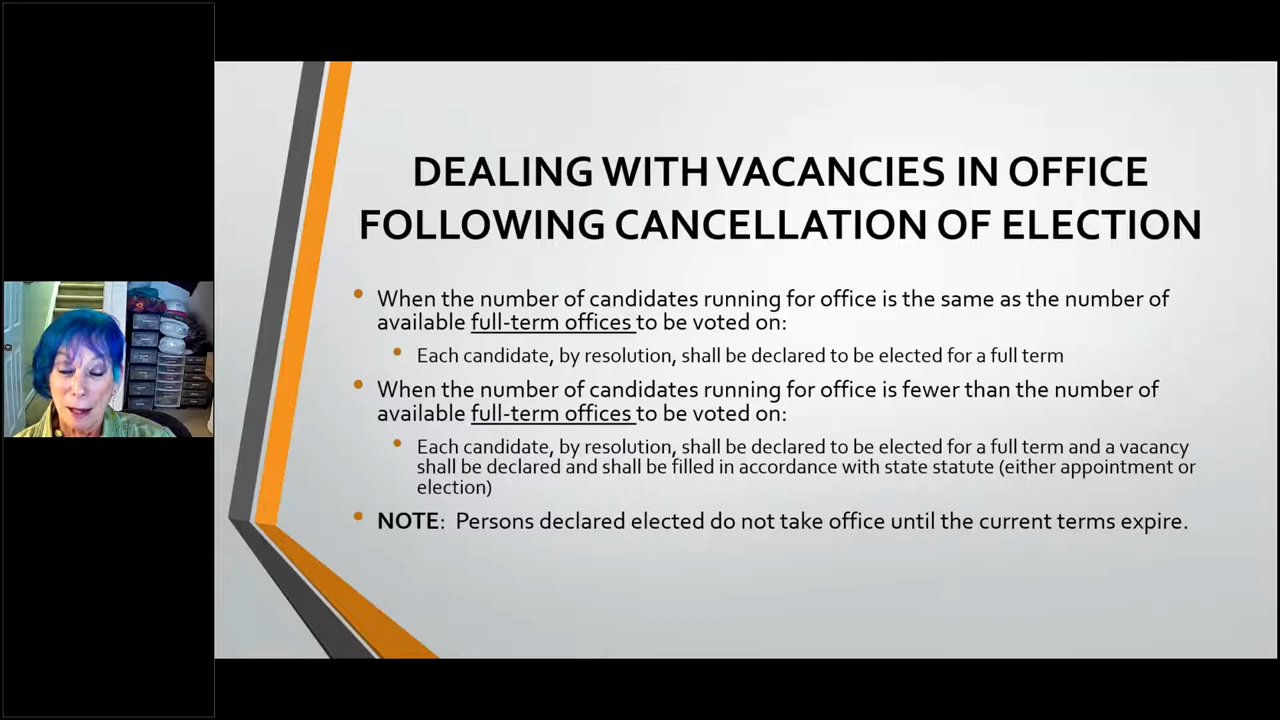 DEALING WITH VACANCIES IN OFFICE
FOLLOWING CANCELLATION OF ELECTION
• When the number of candidates running for office is the same as the number of
available full-term offices to be voted on:
• Each candidate, by resolution, shall be declared to be elected for a full term
• When the number of candidates running for office is fewer than the number of
available full-term offices to be voted on:
• Each candidate, by resolution, shall be declared to be elected for a full term and a vacancy
shall be declared and shall be filled in accordance with state statute (either appointment or
election)
• NOTE: Persons declared elected do not take office until the current terms expire.